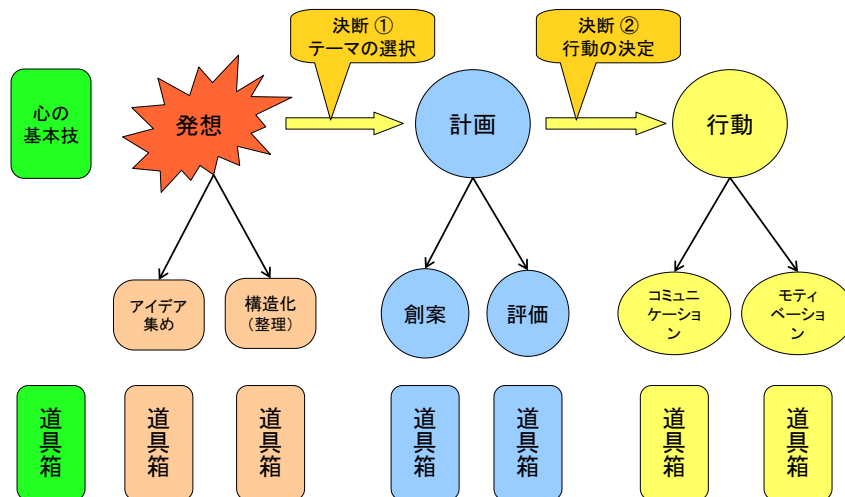 決断 ①
テーマの選択
決断 ②
行動の決定
心の
基本技
発想
計画
行動
アイデア
集め
構造化
（整理）
創案
評価
コミュニ
ケーショ
ン
モティ
ベーショ
ン
道具箱
道具箱
道具箱
道具箱
道具箱
道具箱
道具箱